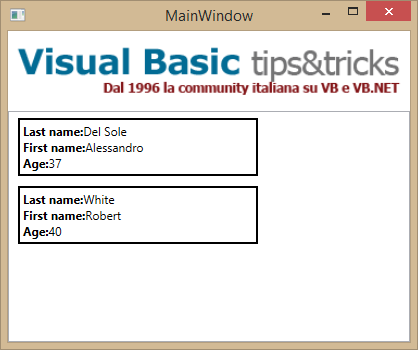 MainWindow
Visual Basic tips&tricks
Dal 1996 la community italiana su VB e VB.NET
Last name:Del Sole
First name:Alessandro
Age:37
Last name:White
First name:Robert
Age:40